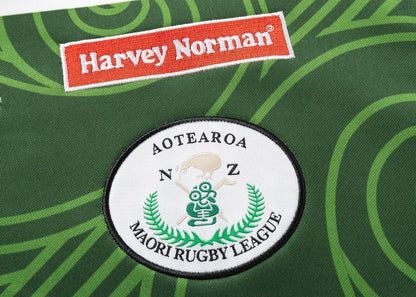 Harvey Norman
AOTEAROA
N Z
MAORI RUGBY LEAGUE